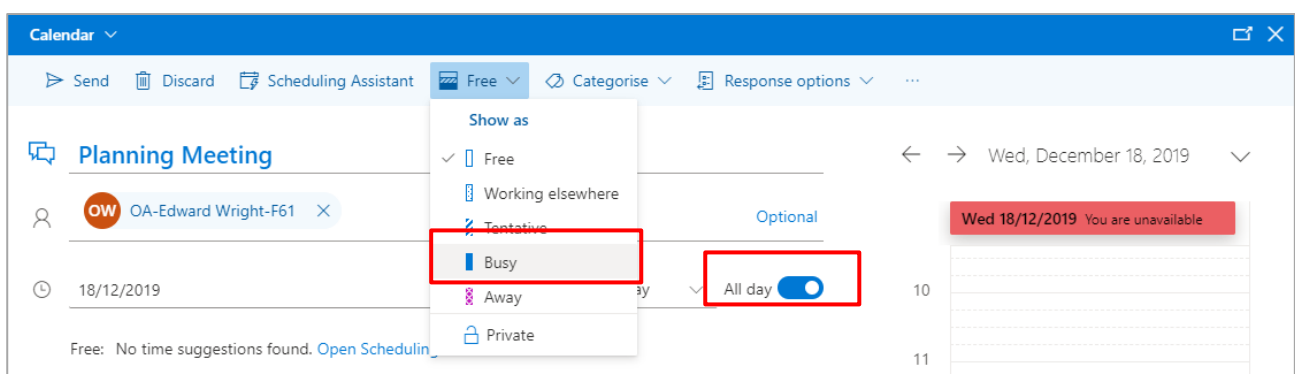 Calendar
Send Discard Scheduling Assistant Free Categorise Response options ...
Show as
Planning Meeting
Free
Wed, December 18, 2019
Working elsewhere
OW OA-Edward Wright-F61
Optional
Wed 18/12/2019 You are unavailable
Tentative
Busy
18/12/2019
All day
10
Away
Private
Free: No time suggestions found. Open Scheduling
11